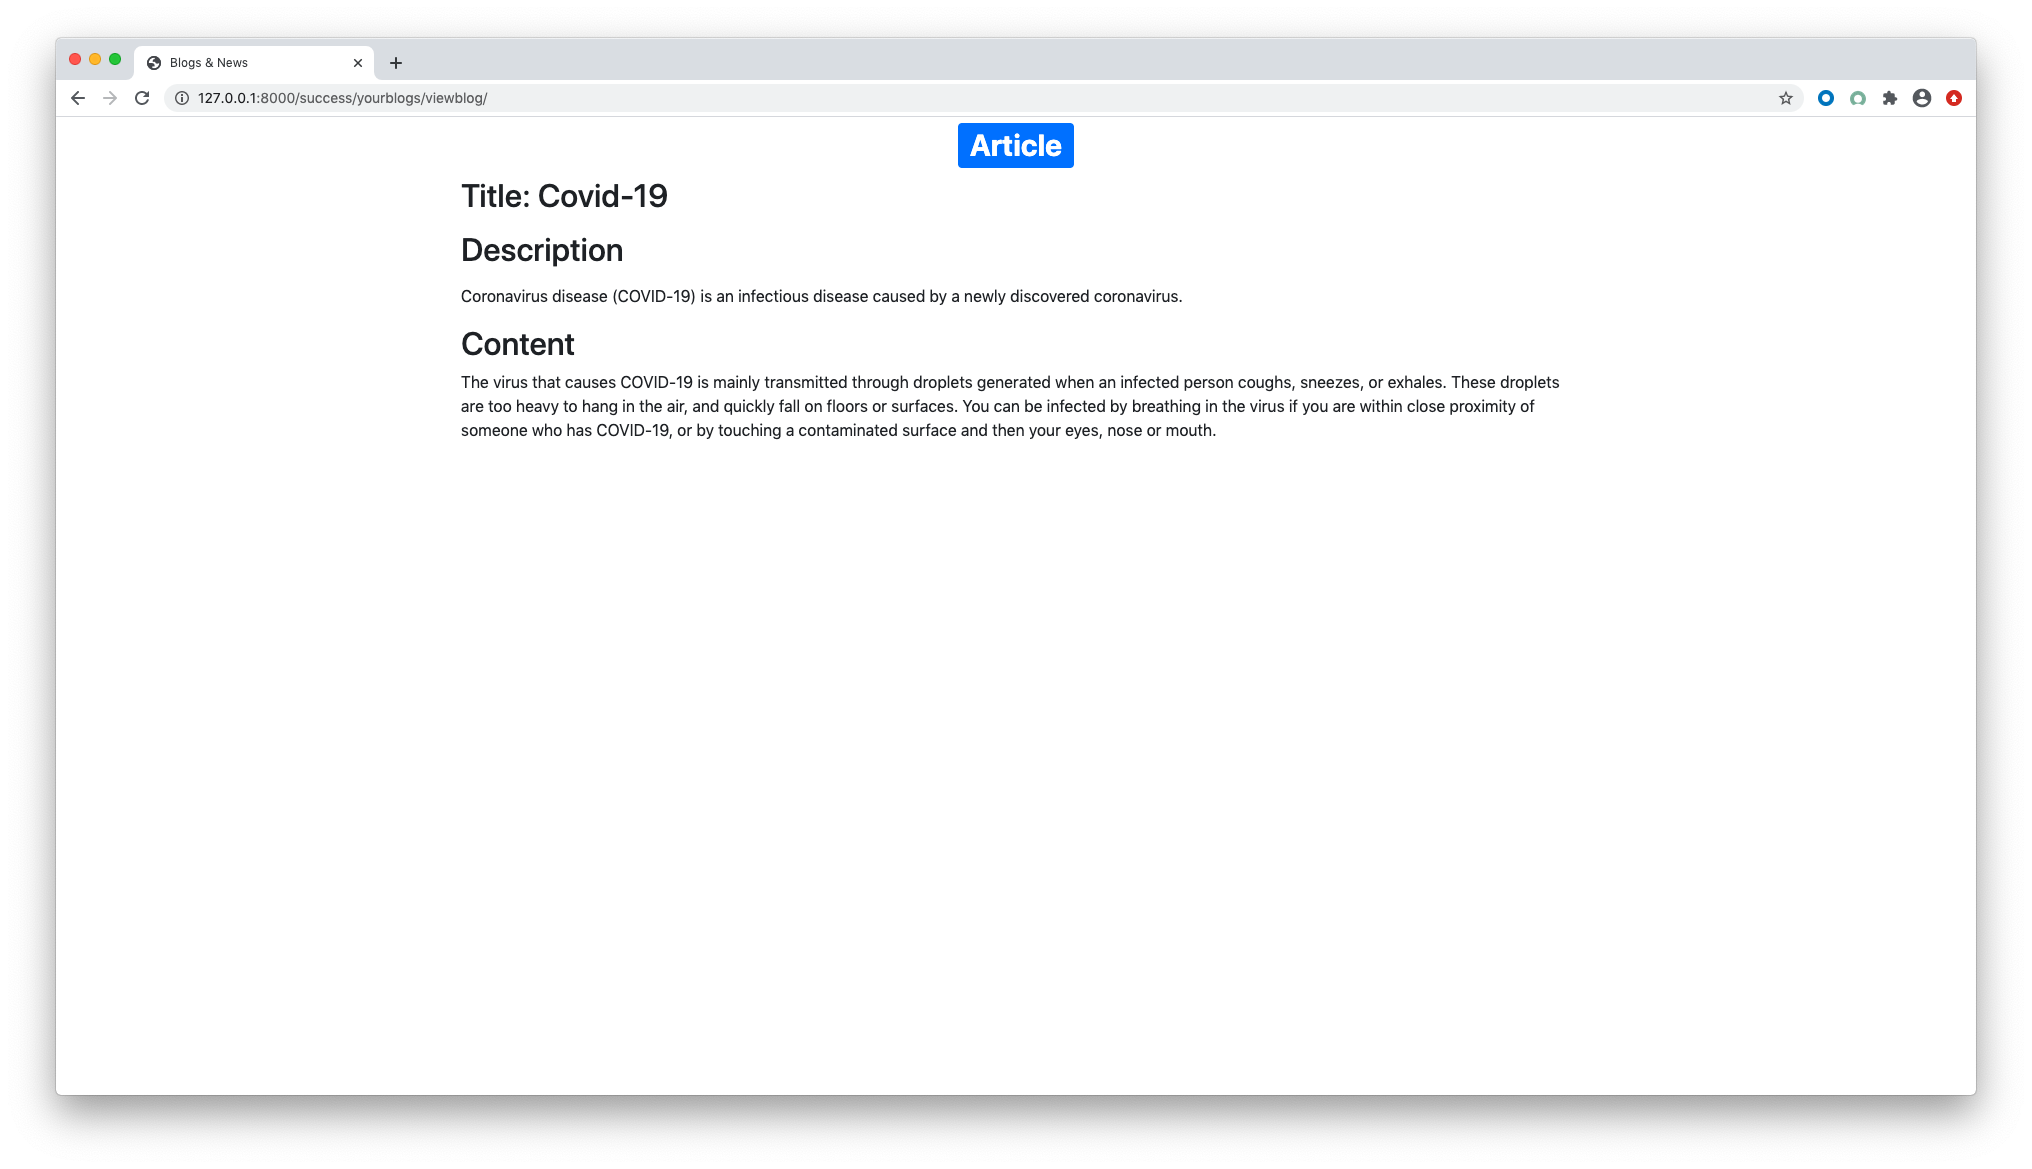 Blogs & News
127.0.0.1:8000/success/yourblogs/viewblog/
Article
Title: Covid-19
Description
Coronavirus disease (COVID-19) is an infectious disease caused by a newly discovered coronavirus.
Content
The virus that causes COVID-19 is mainly transmitted through droplets generated when an infected person coughs, sneezes, or exhales. These droplets
are too heavy to hang in the air, and quickly fall on floors or surfaces. You can be infected by breathing in the virus if you are within close proximity of
someone who has COVID-19, or by touching a contaminated surface and then your eyes, nose or mouth.